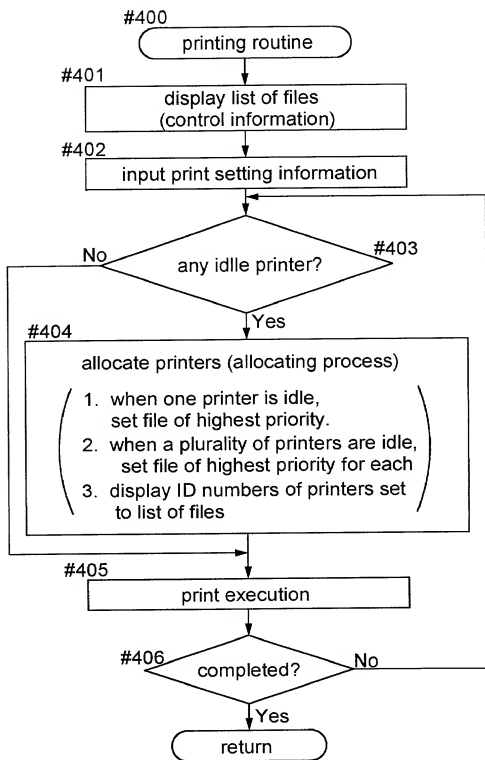 #400
printing routine
#401
display list of files
(control information)
#402
input print setting information
No
#403
any idlle printer?
Yes
#404
allocate printers (allocating process)
1. when one printer is idle,
set file of highest priority.
2. when a plurality of printers are idle,
set file of highest priority for each
3. display ID numbers of printers set
to list of files
#405
print execution
#406
completed?
No
Yes
return